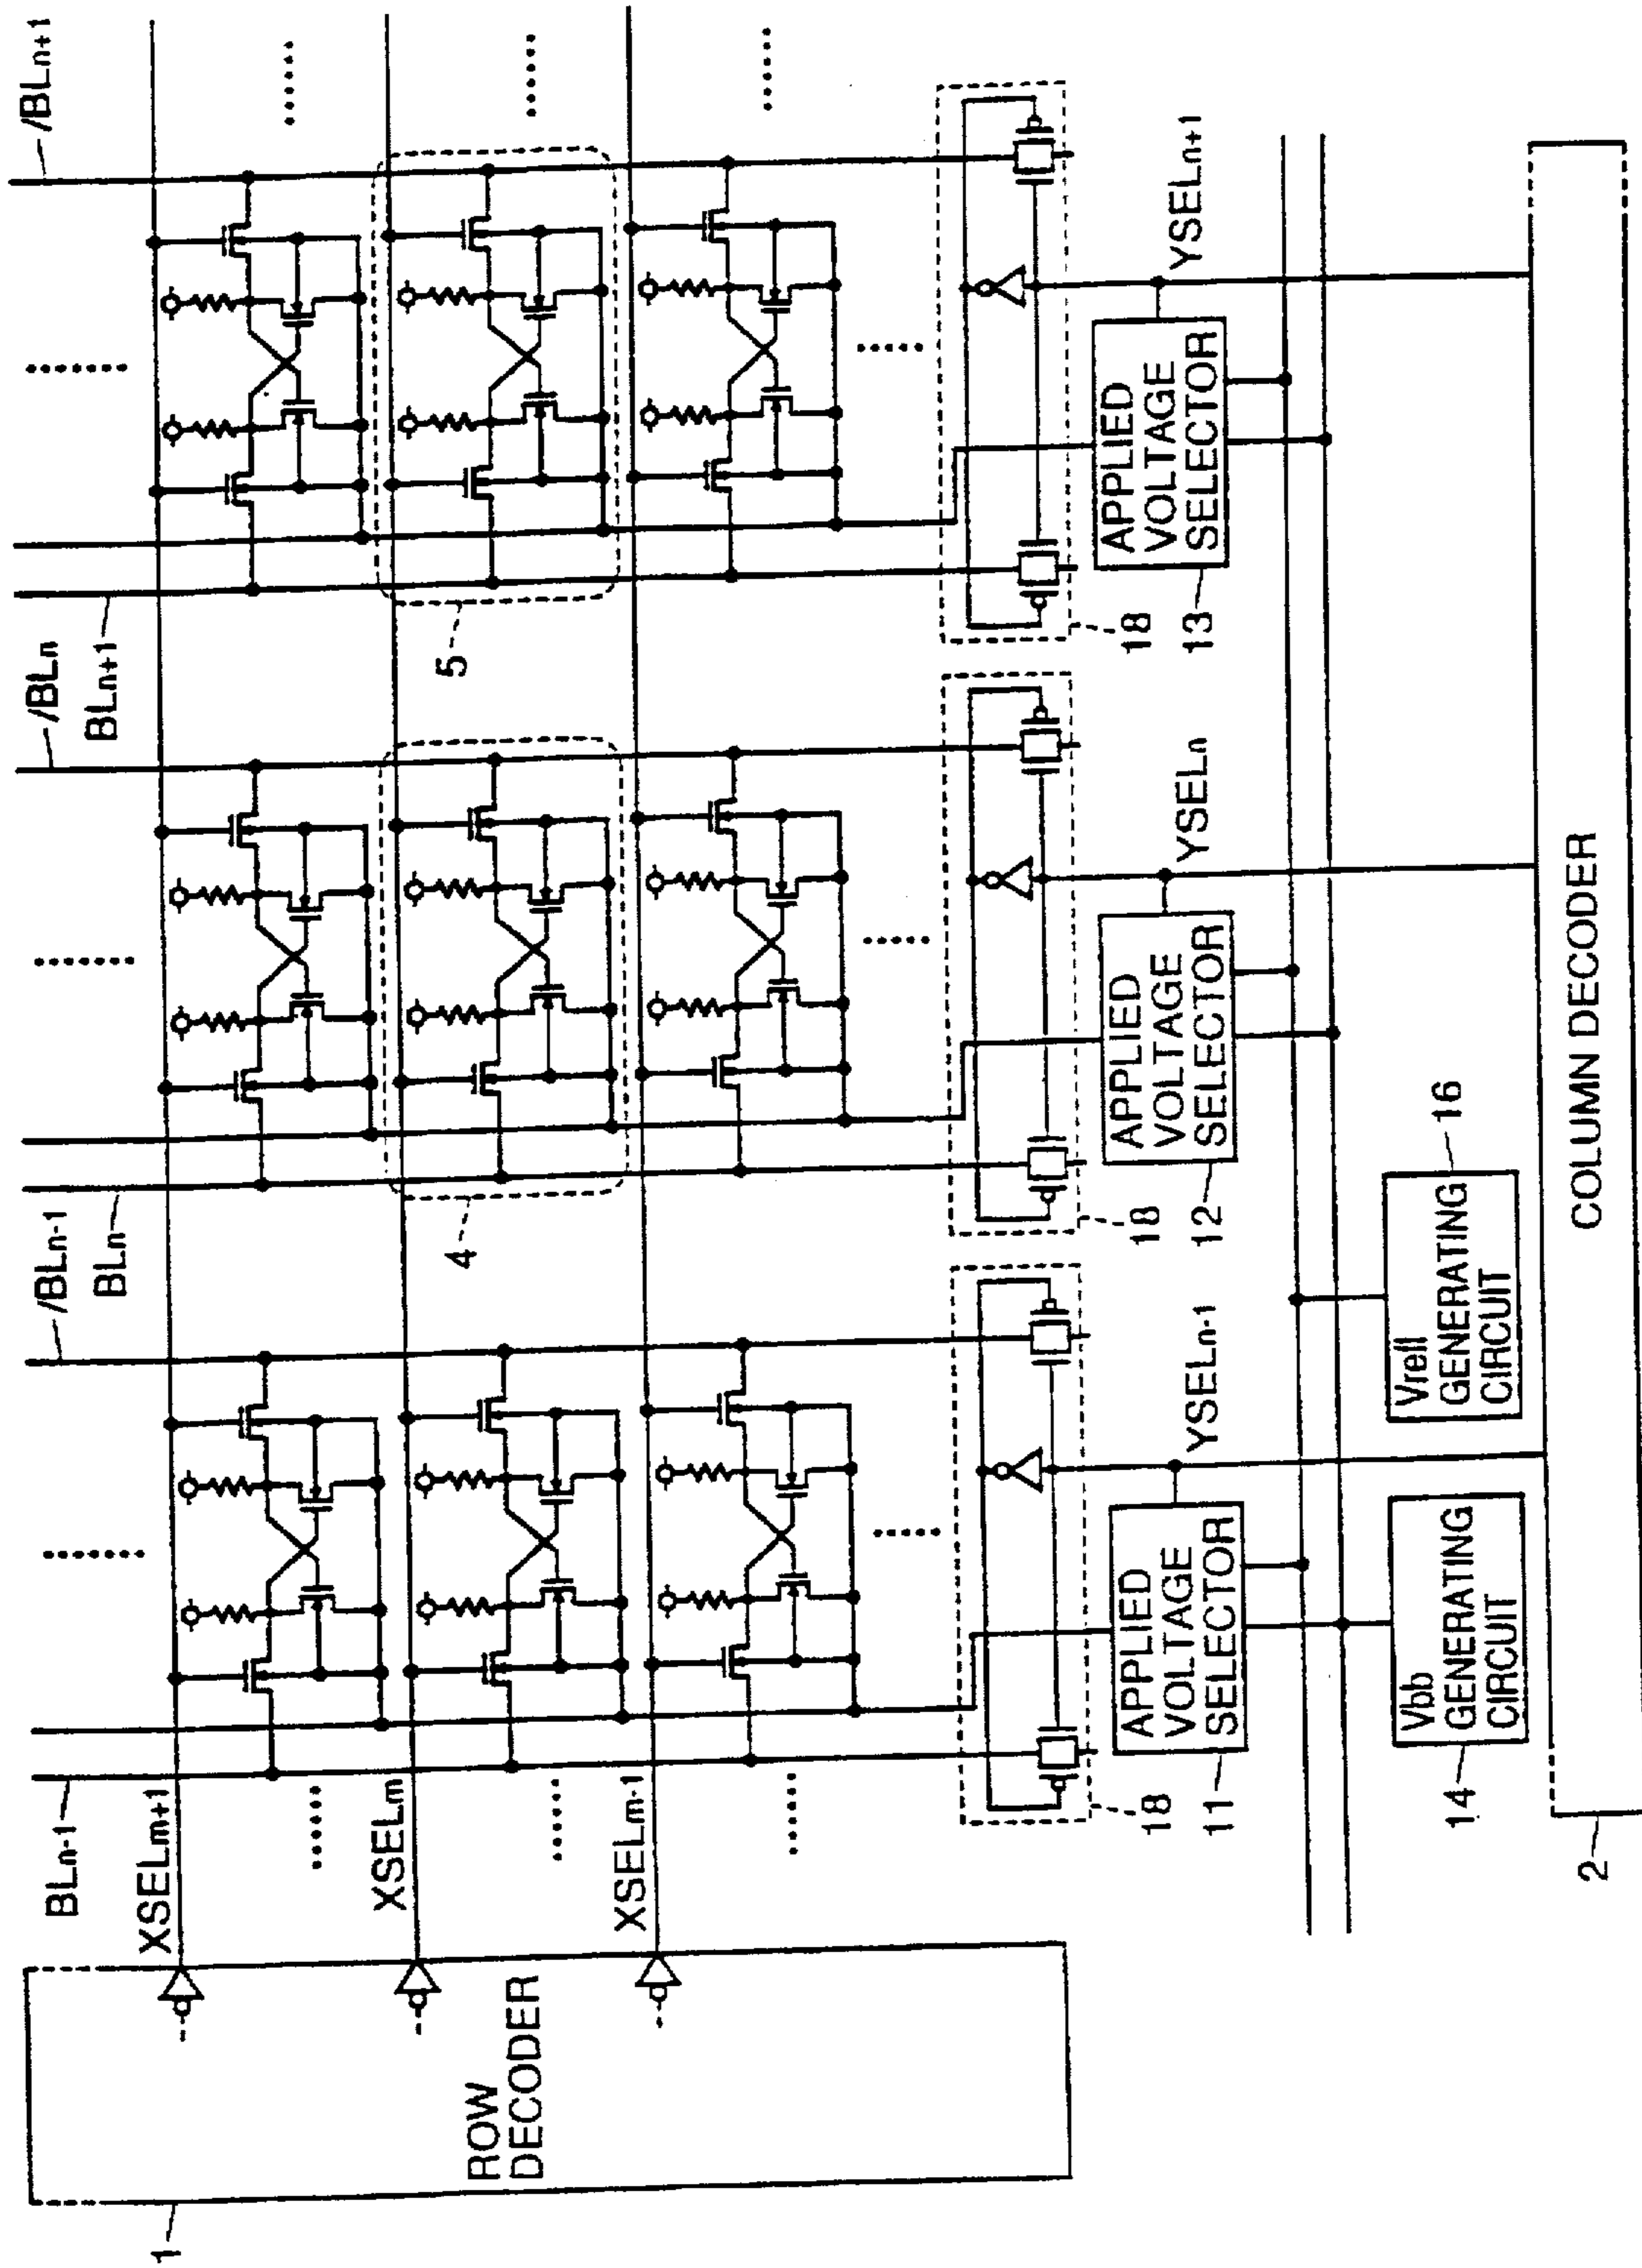 /BLn+1
/BLn
BLn+1
/BLn-1
BLn
BLn-1
XSELm+1
XSELm
XSELm-1
ROW
DECODER
1
5
4
18
18
18
YSELn+1
YSELn
YSELn-1
APPLIED
VOLTAGE
SELECTOR
13
APPLIED
VOLTAGE
SELECTOR
12
APPLIED
VOLTAGE
SELECTOR
11
Vrell
GENERATING
CIRCUIT
16
Vbb
GENERATING
CIRCUIT
14
COLUMN DECODER
2